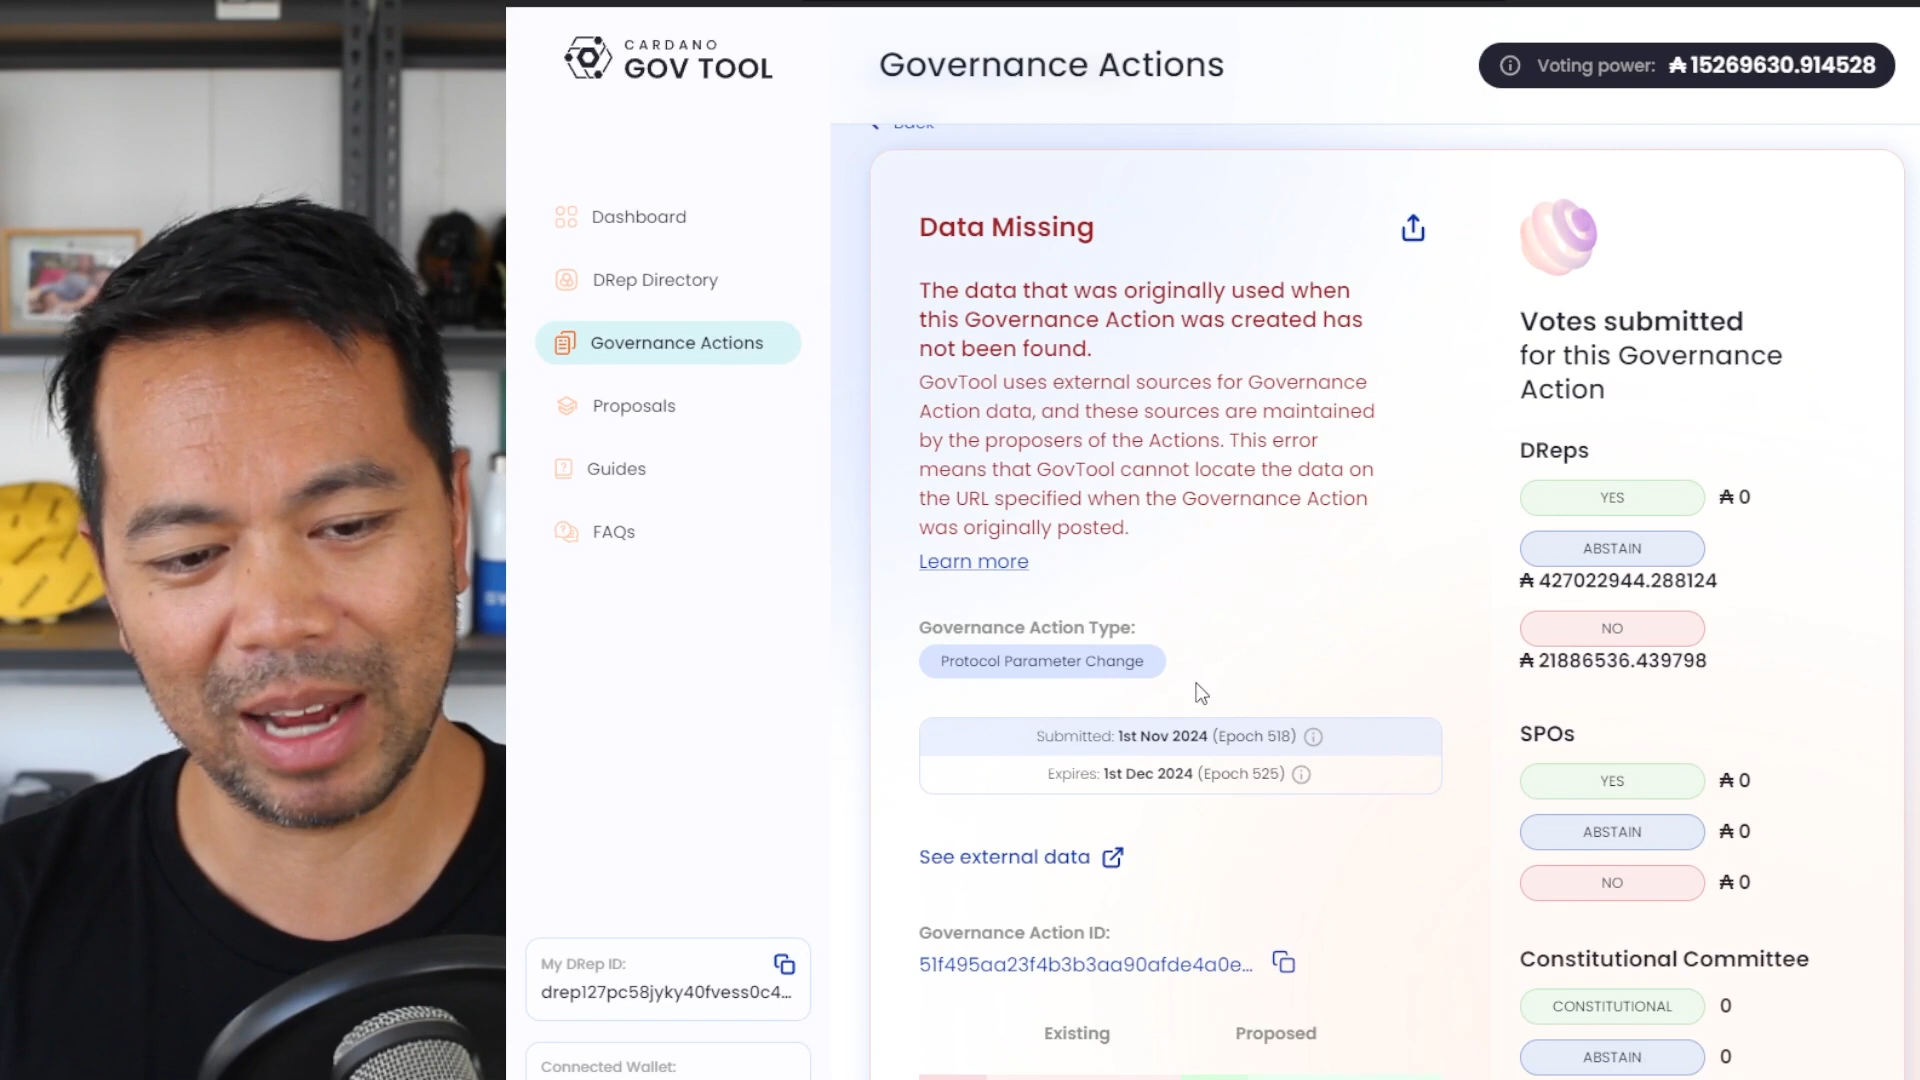 CARDANO
GOV TOOL
Governance Actions
Voting power: ₳ 15269630.914528
Back
Dashboard
DRep Directory
Governance Actions
Proposals
Guides
FAQs
My DRep ID:
drep127pc58jyky40fvess0c4...
Connected Wallet:
Data Missing
The data that was originally used when
this Governance Action was created has
not been found.
GovTool uses external sources for Governance
Action data, and these sources are maintained
by the proposers of the Actions. This error
means that GovTool cannot locate the data on
the URL specified when the Governance Action
was originally posted.
Learn more
Governance Action Type:
Protocol Parameter Change
Submitted: 1st Nov 2024 (Epoch 518)
Expires: 1st Dec 2024 (Epoch 525)
See external data
Governance Action ID:
51f495aa23f4b3b3aa90afde4a0e...
Existing Proposed
Votes submitted
for this Governance
Action
DReps
YES ₳ 0
ABSTAIN
₳ 427022944.288124
NO
₳ 21886536.439798
SPOs
YES ₳ 0
ABSTAIN ₳ 0
NO ₳ 0
Constitutional Committee
CONSTITUTIONAL 0
ABSTAIN 0